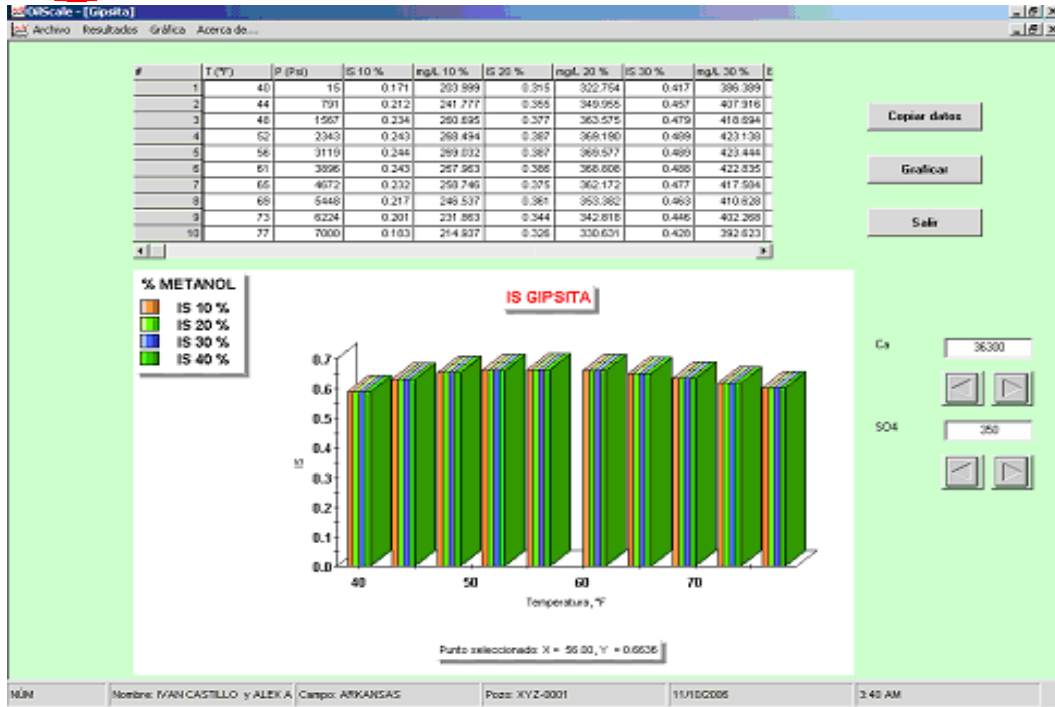 OilScale - [Gipsita]
Archivo Resultados Gráfica Acerca de....
# T (ºF) P (Psi) IS 10 % mg/L 10 % IS 20 % mg/L 20 % IS 30 % mg/L 30 % E
1 40 15 0.171 203.999 0.315 322.754 0.417 386.389
2 44 791 0.212 241.777 0.355 349.955 0.457 407.916
3 48 1567 0.234 260.695 0.377 363.575 0.479 418.694
4 52 2343 0.243 268.494 0.387 369.190 0.489 423.138
5 56 3119 0.244 269.032 0.387 369.577 0.489 423.444
6 61 3896 0.243 267.963 0.386 368.808 0.488 422.835
7 65 4672 0.232 258.746 0.375 362.172 0.477 417.584
8 69 5448 0.217 246.537 0.361 353.382 0.463 410.628
9 73 6224 0.201 231.863 0.344 342.818 0.446 402.268
10 77 7000 0.183 214.937 0.326 330.631 0.428 392.623
Copiar datos
Graficar
Salir
% METANOL
IS 10 %
IS 20 %
IS 30 %
IS 40 %
IS GIPSITA
0.7
0.6
0.5
0.4
0.3
0.2
0.1
0.0
IS
40 50 60 70
Temperatura, ºF
Punto seleccionado: X = 56.00, Y = 0.6636
Ca 36300
SO4 350
NÚM Nombre: IVAN CASTILLO y ALEX A Campo: ARKANSAS Pozo: XYZ-0001 11/10/2006 3:40 AM